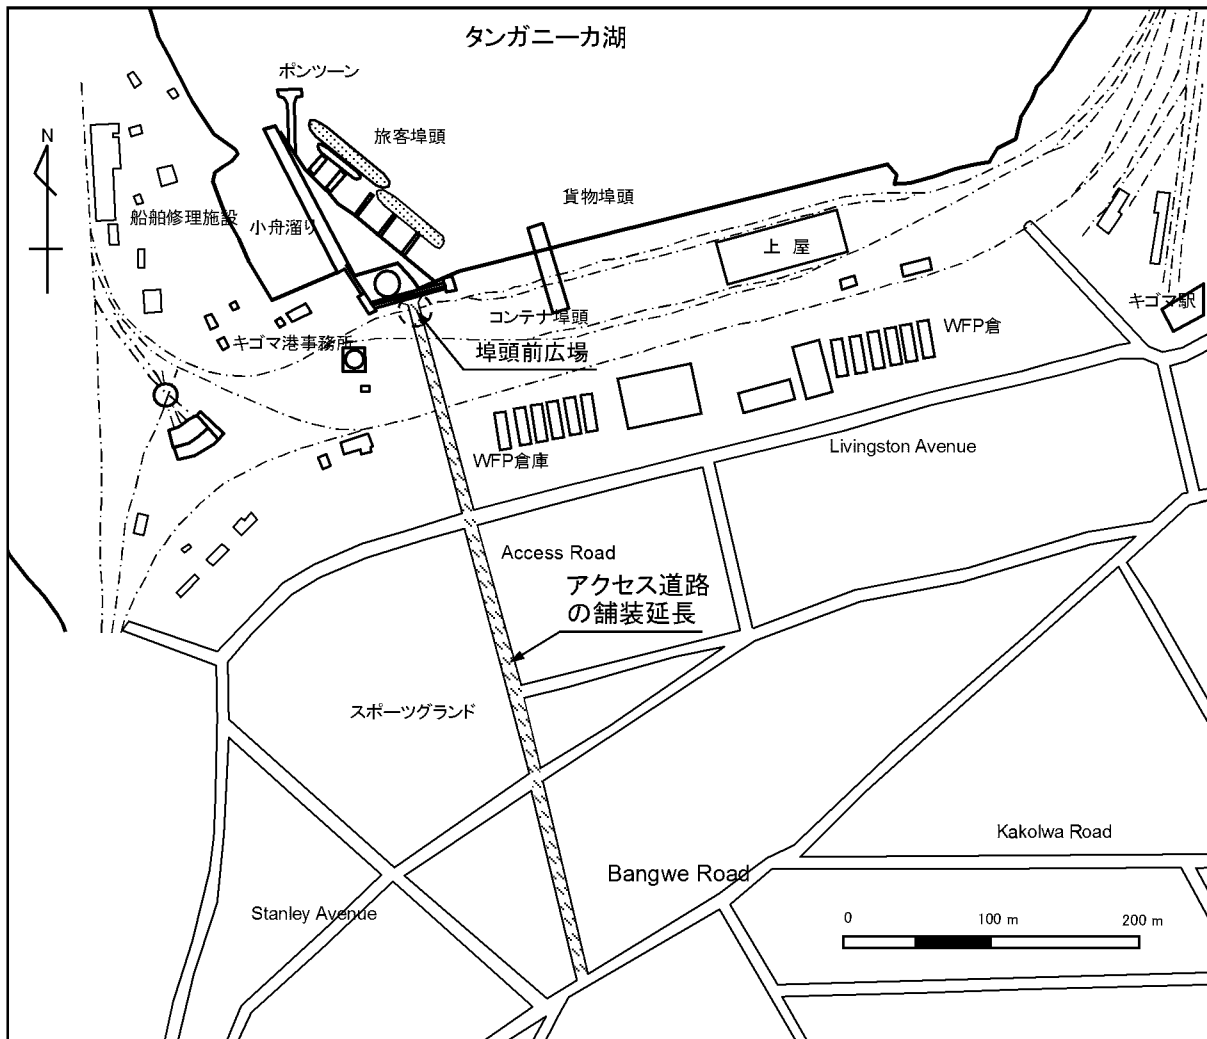 タンガニーカ湖
ポンツーン
旅客埠頭
N
貨物埠頭
船舶修理施設
小舟溜り
上 屋
キゴマ駅
コンテナ埠頭
WFP倉
キゴマ港事務所
埠頭前広場
Livingston Avenue
WFP倉庫
Access Road
アクセス道路
の舗装延長
スポーツグランド
Kakolwa Road
Bangwe Road
Stanley Avenue
0 100 m 200 m